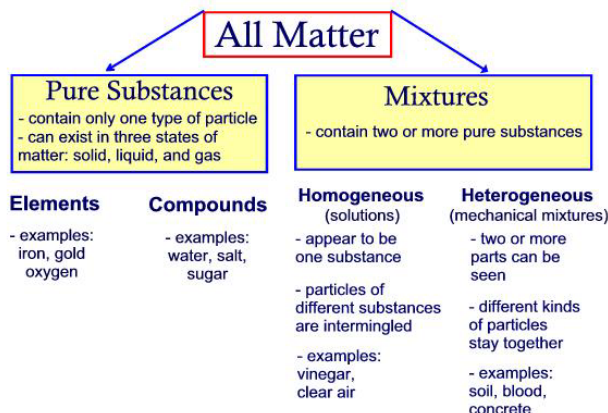 All Matter
Pure Substances
- contain only one type of particle
- can exist in three states of
matter: solid, liquid, and gas
Mixtures
- contain two or more pure substances
Elements
- examples:
iron, gold
oxygen
Compounds
- examples:
water, salt,
sugar
Homogeneous
(solutions)
- appear to be
one substance
- particles of
different substances
are intermingled
- examples:
vinegar,
clear air
Heterogeneous
(mechanical mixtures)
- two or more
parts can be
seen
- different kinds
of particles
stay together
- examples:
soil, blood,
concrete